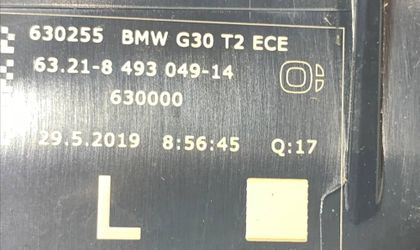 630255 BMW G30 T2 ECE
63.21-8 493 049-14
630000
29.5.2019 8:56:45 Q:17
L